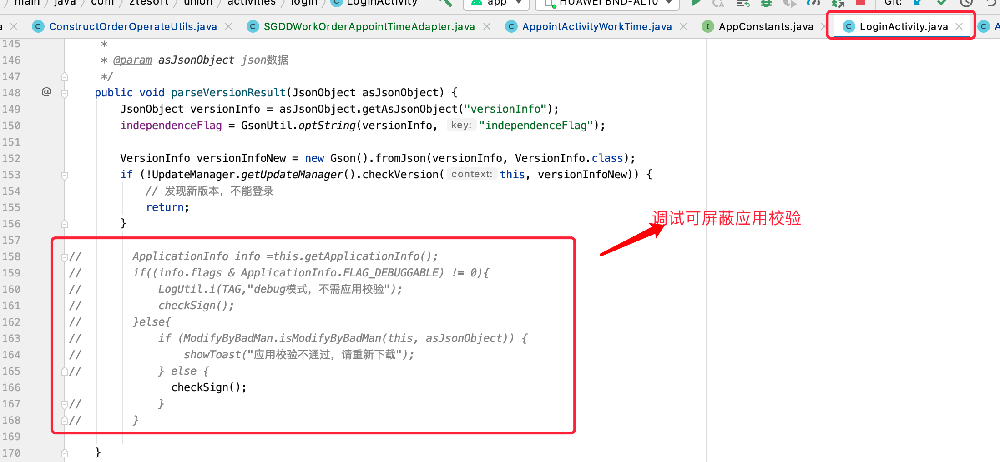 main java com ztesoft union activities login C LoginActivity app HUAWEI BND-AL10 Git:
a C ConstructOrderOperateUtils.java C SGDDWorkOrderAppointTimeAdapter.java C AppointActivityWorkTime.java I AppConstants.java C LoginActivity.java C A
145 *
146 * @param asJsonObject json数据
147 */
148 @ public void parseVersionResult(JsonObject asJsonObject) {
149 JsonObject versionInfo = asJsonObject.getAsJsonObject("versionInfo");
150 independenceFlag = GsonUtil.optString(versionInfo, key: "independenceFlag");
151
152 VersionInfo versionInfoNew = new Gson().fromJson(versionInfo, VersionInfo.class);
153 if (!UpdateManager.getUpdateManager().checkVersion( context: this, versionInfoNew)) {
154 // 发现新版本，不能登录
155 return;
156 }
调试可屏蔽应用校验
157
158 // ApplicationInfo info =this.getApplicationInfo();
159 // if((info.flags & ApplicationInfo.FLAG_DEBUGGABLE) != 0){
160 // LogUtil.i(TAG,"debug模式，不需应用校验");
161 // checkSign();
162 // }else{
163 // if (ModifyByBadMan.isModifyByBadMan(this, asJsonObject)) {
164 // showToast("应用校验不通过，请重新下载");
165 // } else {
166 checkSign();
167 // }
168 // }
169
170 }